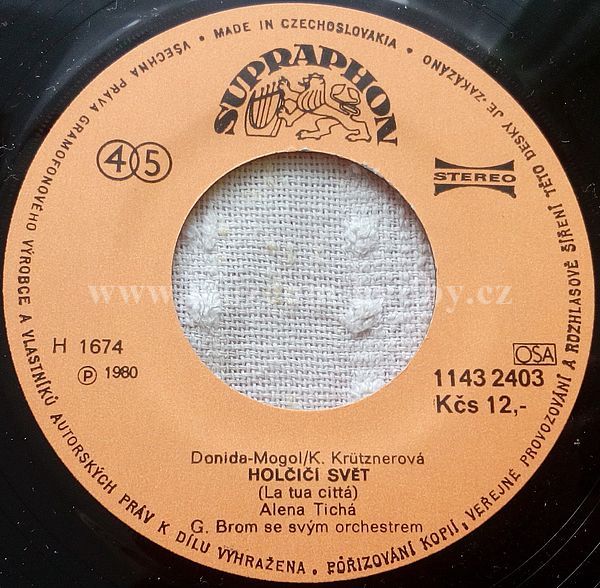 VŠECHNA PRÁVA GRAMOFONOVÉHO VÝROBCE A VLASTNÍKŮ AUTORSKÝCH PRÁV K DÍLU VYHRAŽENA. POŘIZOVÁNÍ KOPIÍ, VEŘEJNÉ PROVOZOVÁNÍ A ROZHLASOVÉ ŠÍŘENÍ TÉTO DESKY JE ZAKÁZÁNO • MADE IN CZECHOSLOVAKIA •
SUPRAPHON
45
STEREO
H 1674
Ⓟ 1980
OSA
1143 2403
Kčs 12,-
Donida-Mogol/K. Krütznerová
HOLČIČÍ SVĚT
(La tua cittá)
Alena Tichá
G. Brom se svým orchestrem